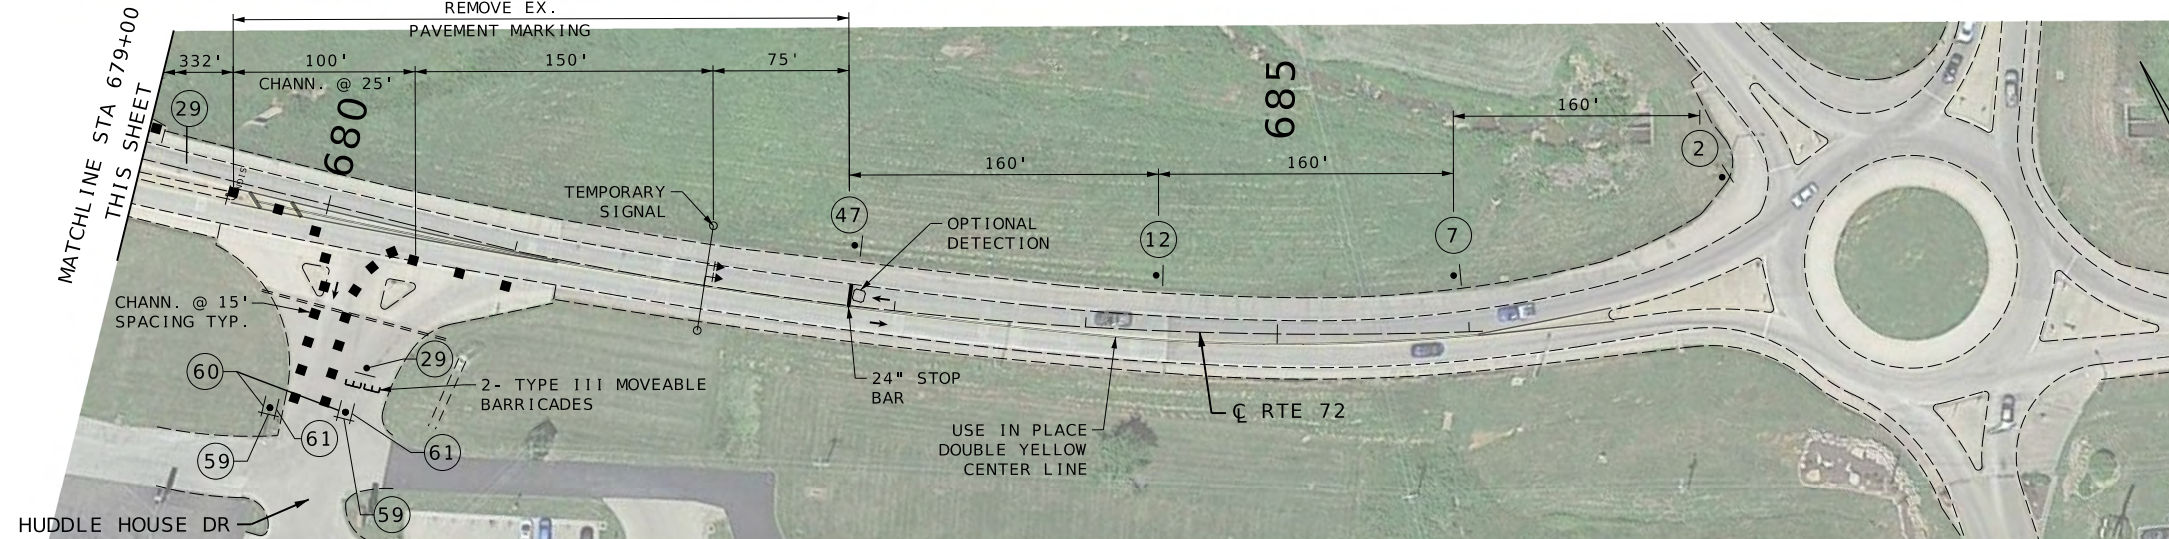 REMOVE EX.
PAVEMENT MARKING
332'
100'
150'
75'
CHANN. @ 25'
MATCHLINE STA 679+00
THIS SHEET
29
680
SIGN
TEMPORARY
SIGNAL
47
OPTIONAL
DETECTION
160'
160'
685
160'
12
7
2
CHANN. @ 15'
SPACING TYP.
29
60
2- TYPE III MOVEABLE
BARRICADES
61
59
61
59
HUDDLE HOUSE DR
24" STOP
BAR
USE IN PLACE
DOUBLE YELLOW
CENTER LINE
℄ RTE 72